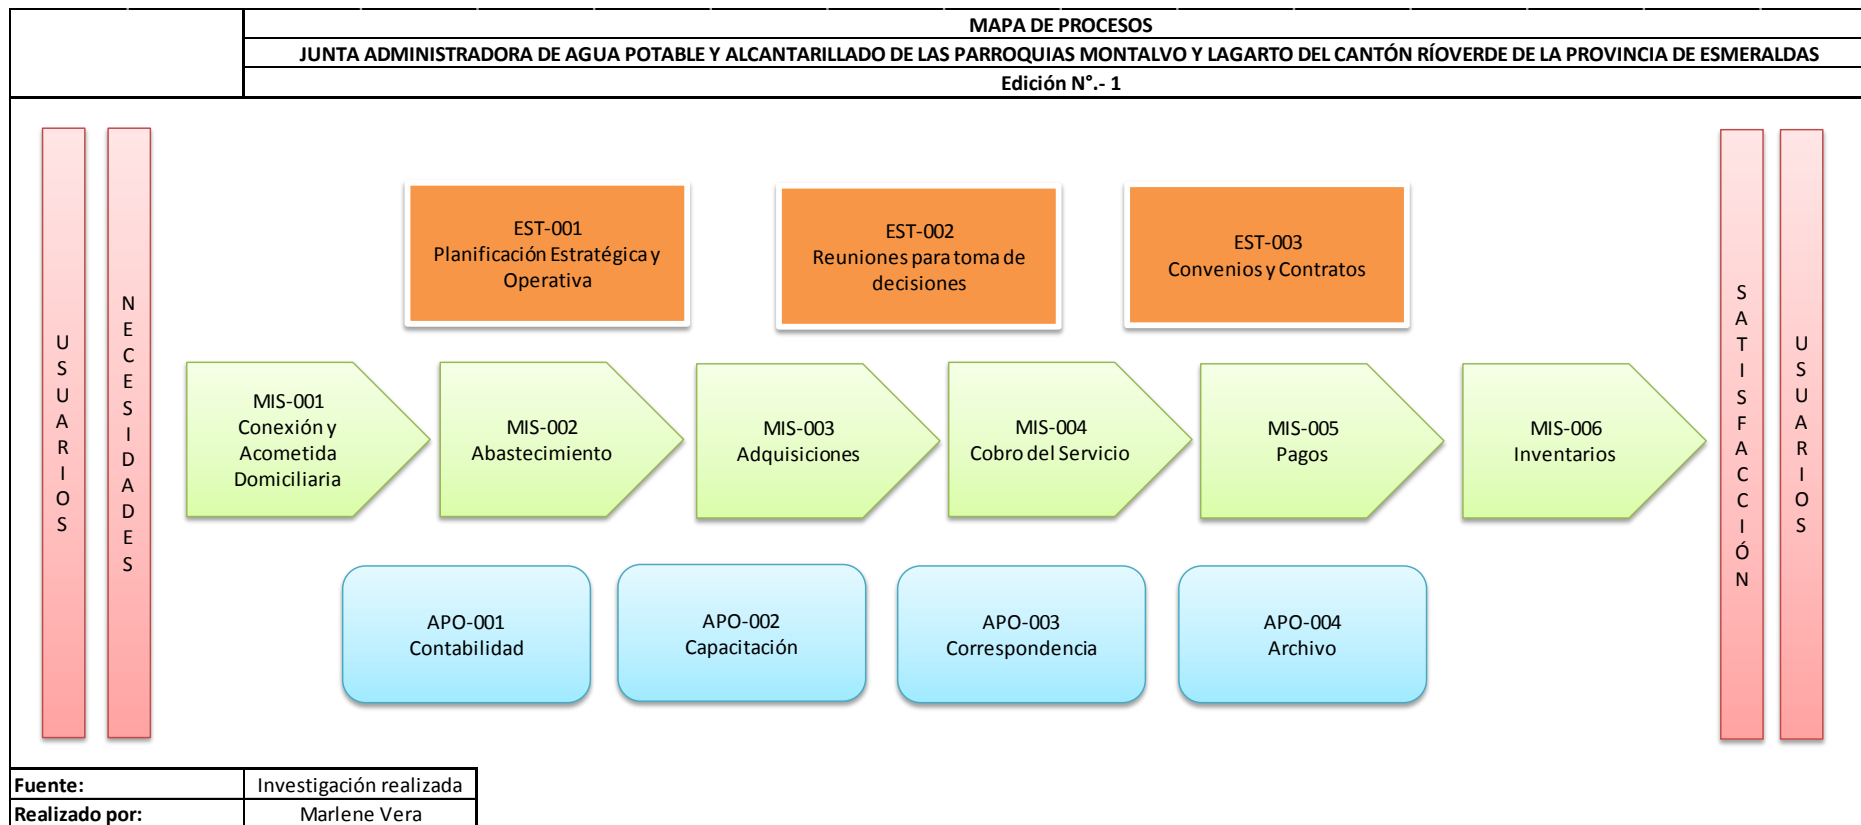 MAPA DE PROCESOS
JUNTA ADMINISTRADORA DE AGUA POTABLE Y ALCANTARILLADO DE LAS PARROQUIAS MONTALVO Y LAGARTO DEL CANTÓN RÍOVERDE DE LA PROVINCIA DE ESMERALDAS
Edición N°.- 1
USUARIOS
NECESIDADES
EST-001
Planificación Estratégica y
Operativa
EST-002
Reuniones para toma de
decisiones
EST-003
Convenios y Contratos
MIS-001
Conexión y
Acometida
Domiciliaria
MIS-002
Abastecimiento
MIS-003
Adquisiciones
MIS-004
Cobro del Servicio
MIS-005
Pagos
MIS-006
Inventarios
APO-001
Contabilidad
APO-002
Capacitación
APO-003
Correspondencia
APO-004
Archivo
SATISFACCIÓN
USUARIOS
Fuente: Investigación realizada
Realizado por: Marlene Vera